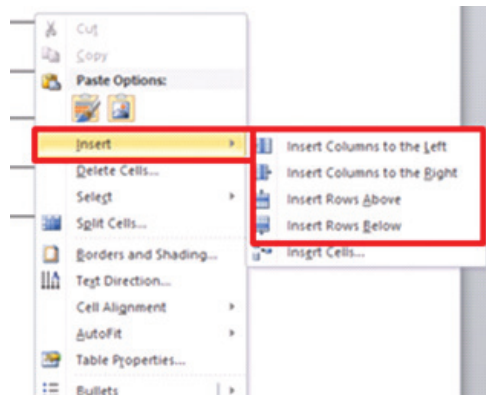 Cut
Copy
Paste Options:
Insert
Delete Cells...
Select
Split Cells...
Borders and Shading...
Text Direction...
Cell Alignment
AutoFit
Table Properties...
Bullets
Insert Columns to the Left
Insert Columns to the Right
Insert Rows Above
Insert Rows Below
Insert Cells...